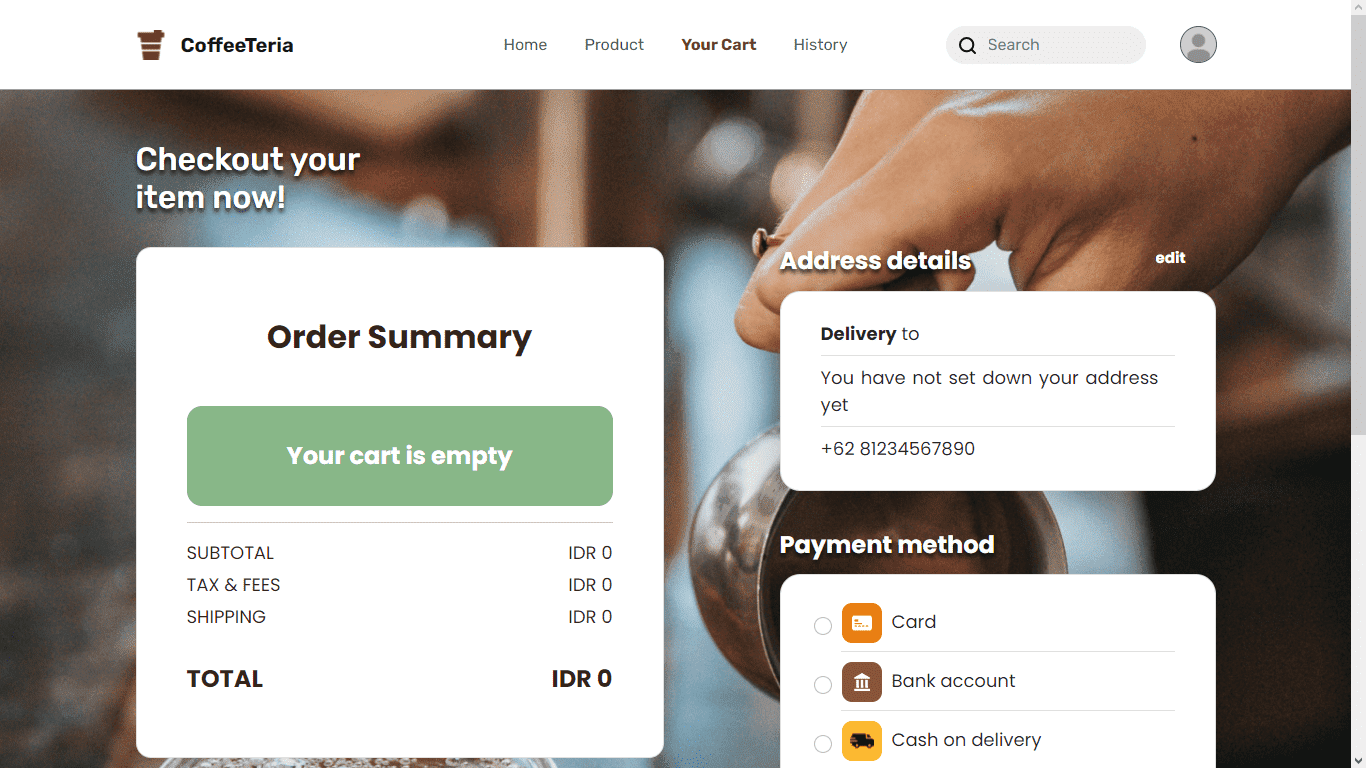 CoffeeTeria
Home Product Your Cart History
Search
Checkout your
item now!
Order Summary
Your cart is empty
SUBTOTAL IDR 0
TAX & FEES IDR 0
SHIPPING IDR 0
TOTAL IDR 0
Address details edit
Delivery to
You have not set down your address
yet
+62 81234567890
Payment method
Card
Bank account
Cash on delivery